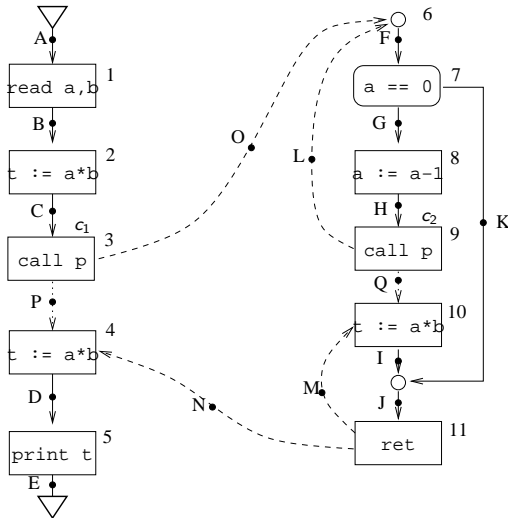 A
1
read a,b
B
2
t := a*b
C
c1
3
call p
P
4
t := a*b
D
5
print t
E
O
L
N
M
6
F
7
a == 0
G
8
a := a-1
H
K
c2
9
call p
Q
10
t := a*b
I
J
11
ret